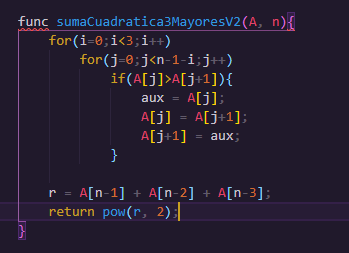 func sumaCuadratica3MayoresV2(A, n){
    for(i=0;i<3;i++)
        for(j=0;j<n-1-i;j++)
            if(A[j]>A[j+1]){
                aux = A[j];
                A[j] = A[j+1];
                A[j+1] = aux;
            }
    r = A[n-1] + A[n-2] + A[n-3];
    return pow(r, 2);
}